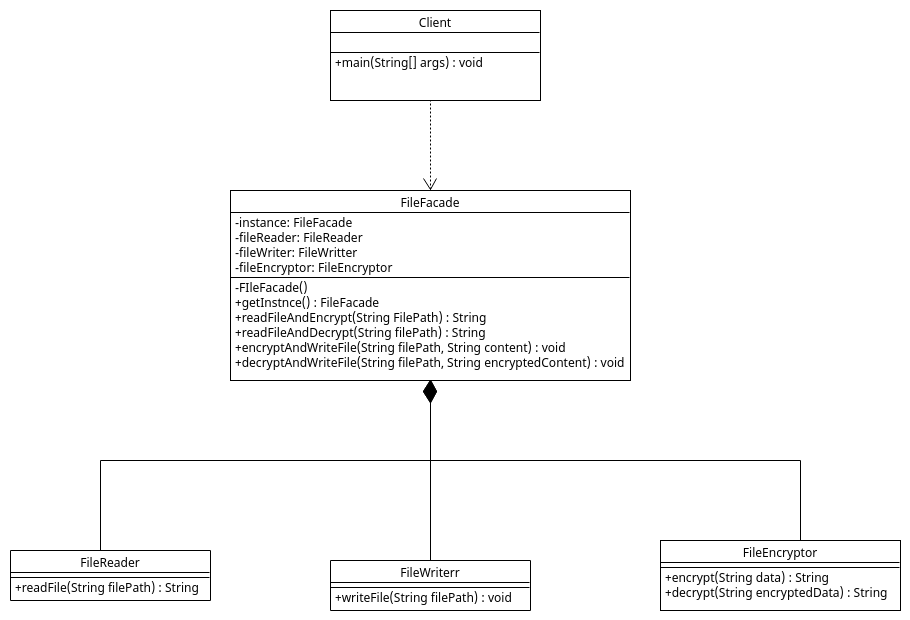 Client
+main(String[] args) : void
FileFacade
-instance: FileFacade
-fileReader: FileReader
-fileWriter: FileWritter
-fileEncryptor: FileEncryptor
-FIleFacade()
+getInstnce() : FileFacade
+readFileAndEncrypt(String FilePath) : String
+readFileAndDecrypt(String filePath) : String
+encryptAndWriteFile(String filePath, String content) : void
+decryptAndWriteFile(String filePath, String encryptedContent) : void
FileReader
+readFile(String filePath) : String
FileWriterr
+writeFile(String filePath) : void
FileEncryptor
+encrypt(String data) : String
+decrypt(String encryptedData) : String